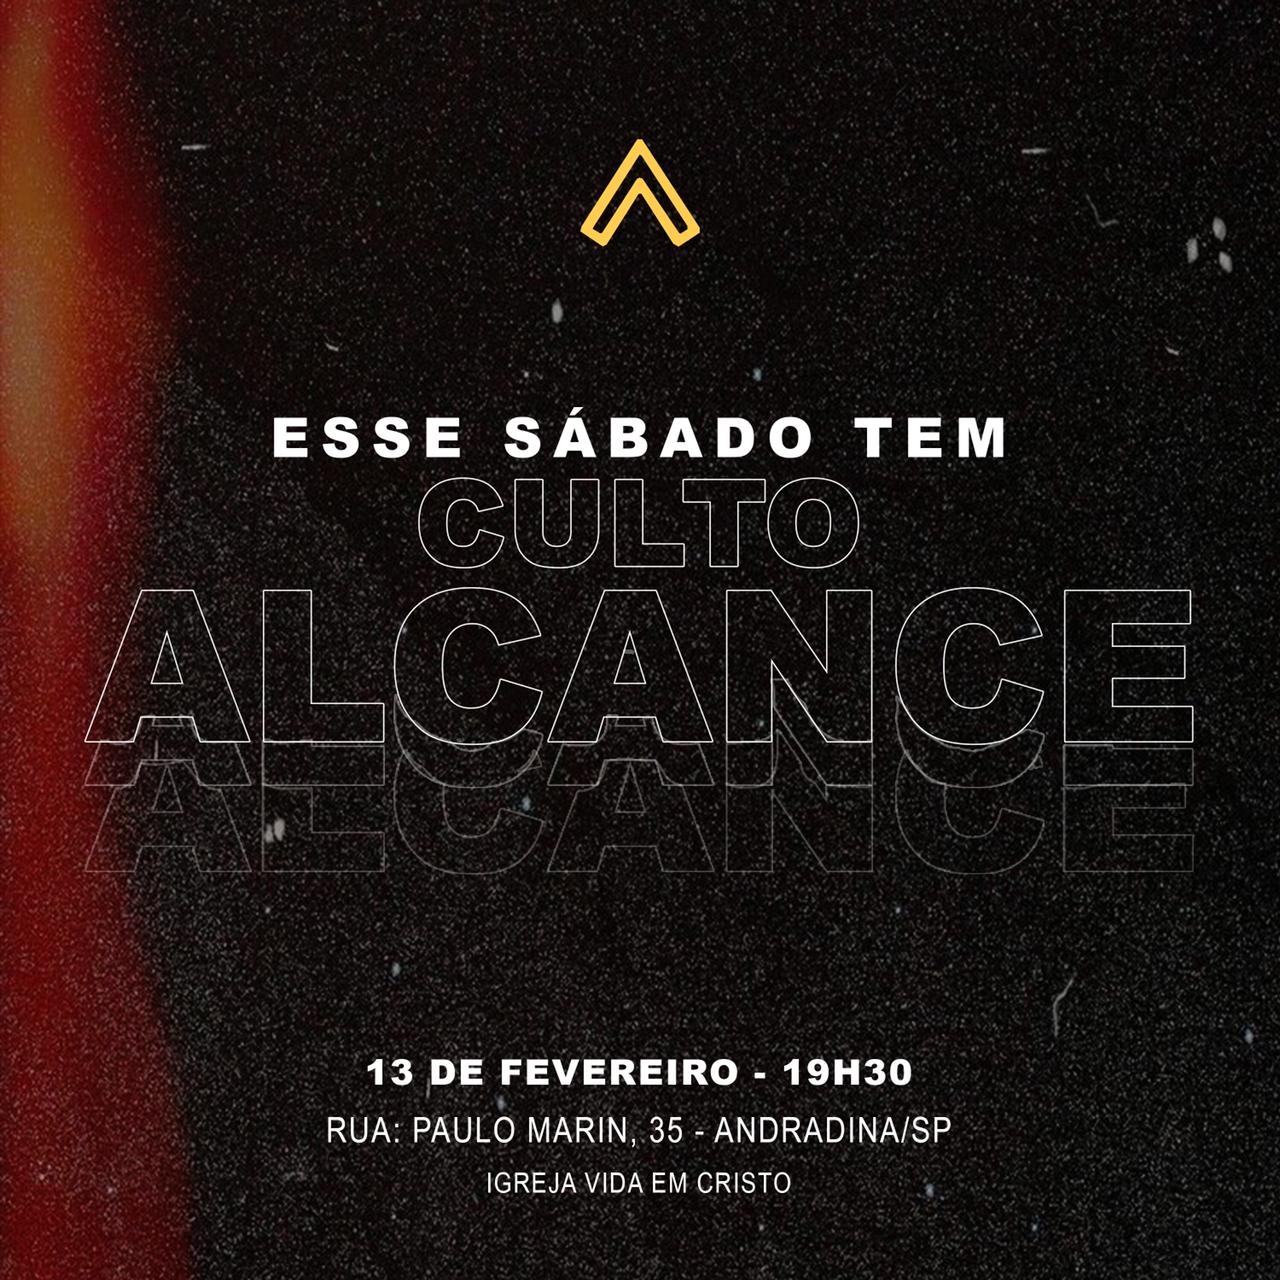 ESSE SÁBADO TEM
CULTO
ALCANCE
ALCANCE
ALCANCE
13 DE FEVEREIRO - 19H30
RUA: PAULO MARIN, 35 - ANDRADINA/SP
IGREJA VIDA EM CRISTO